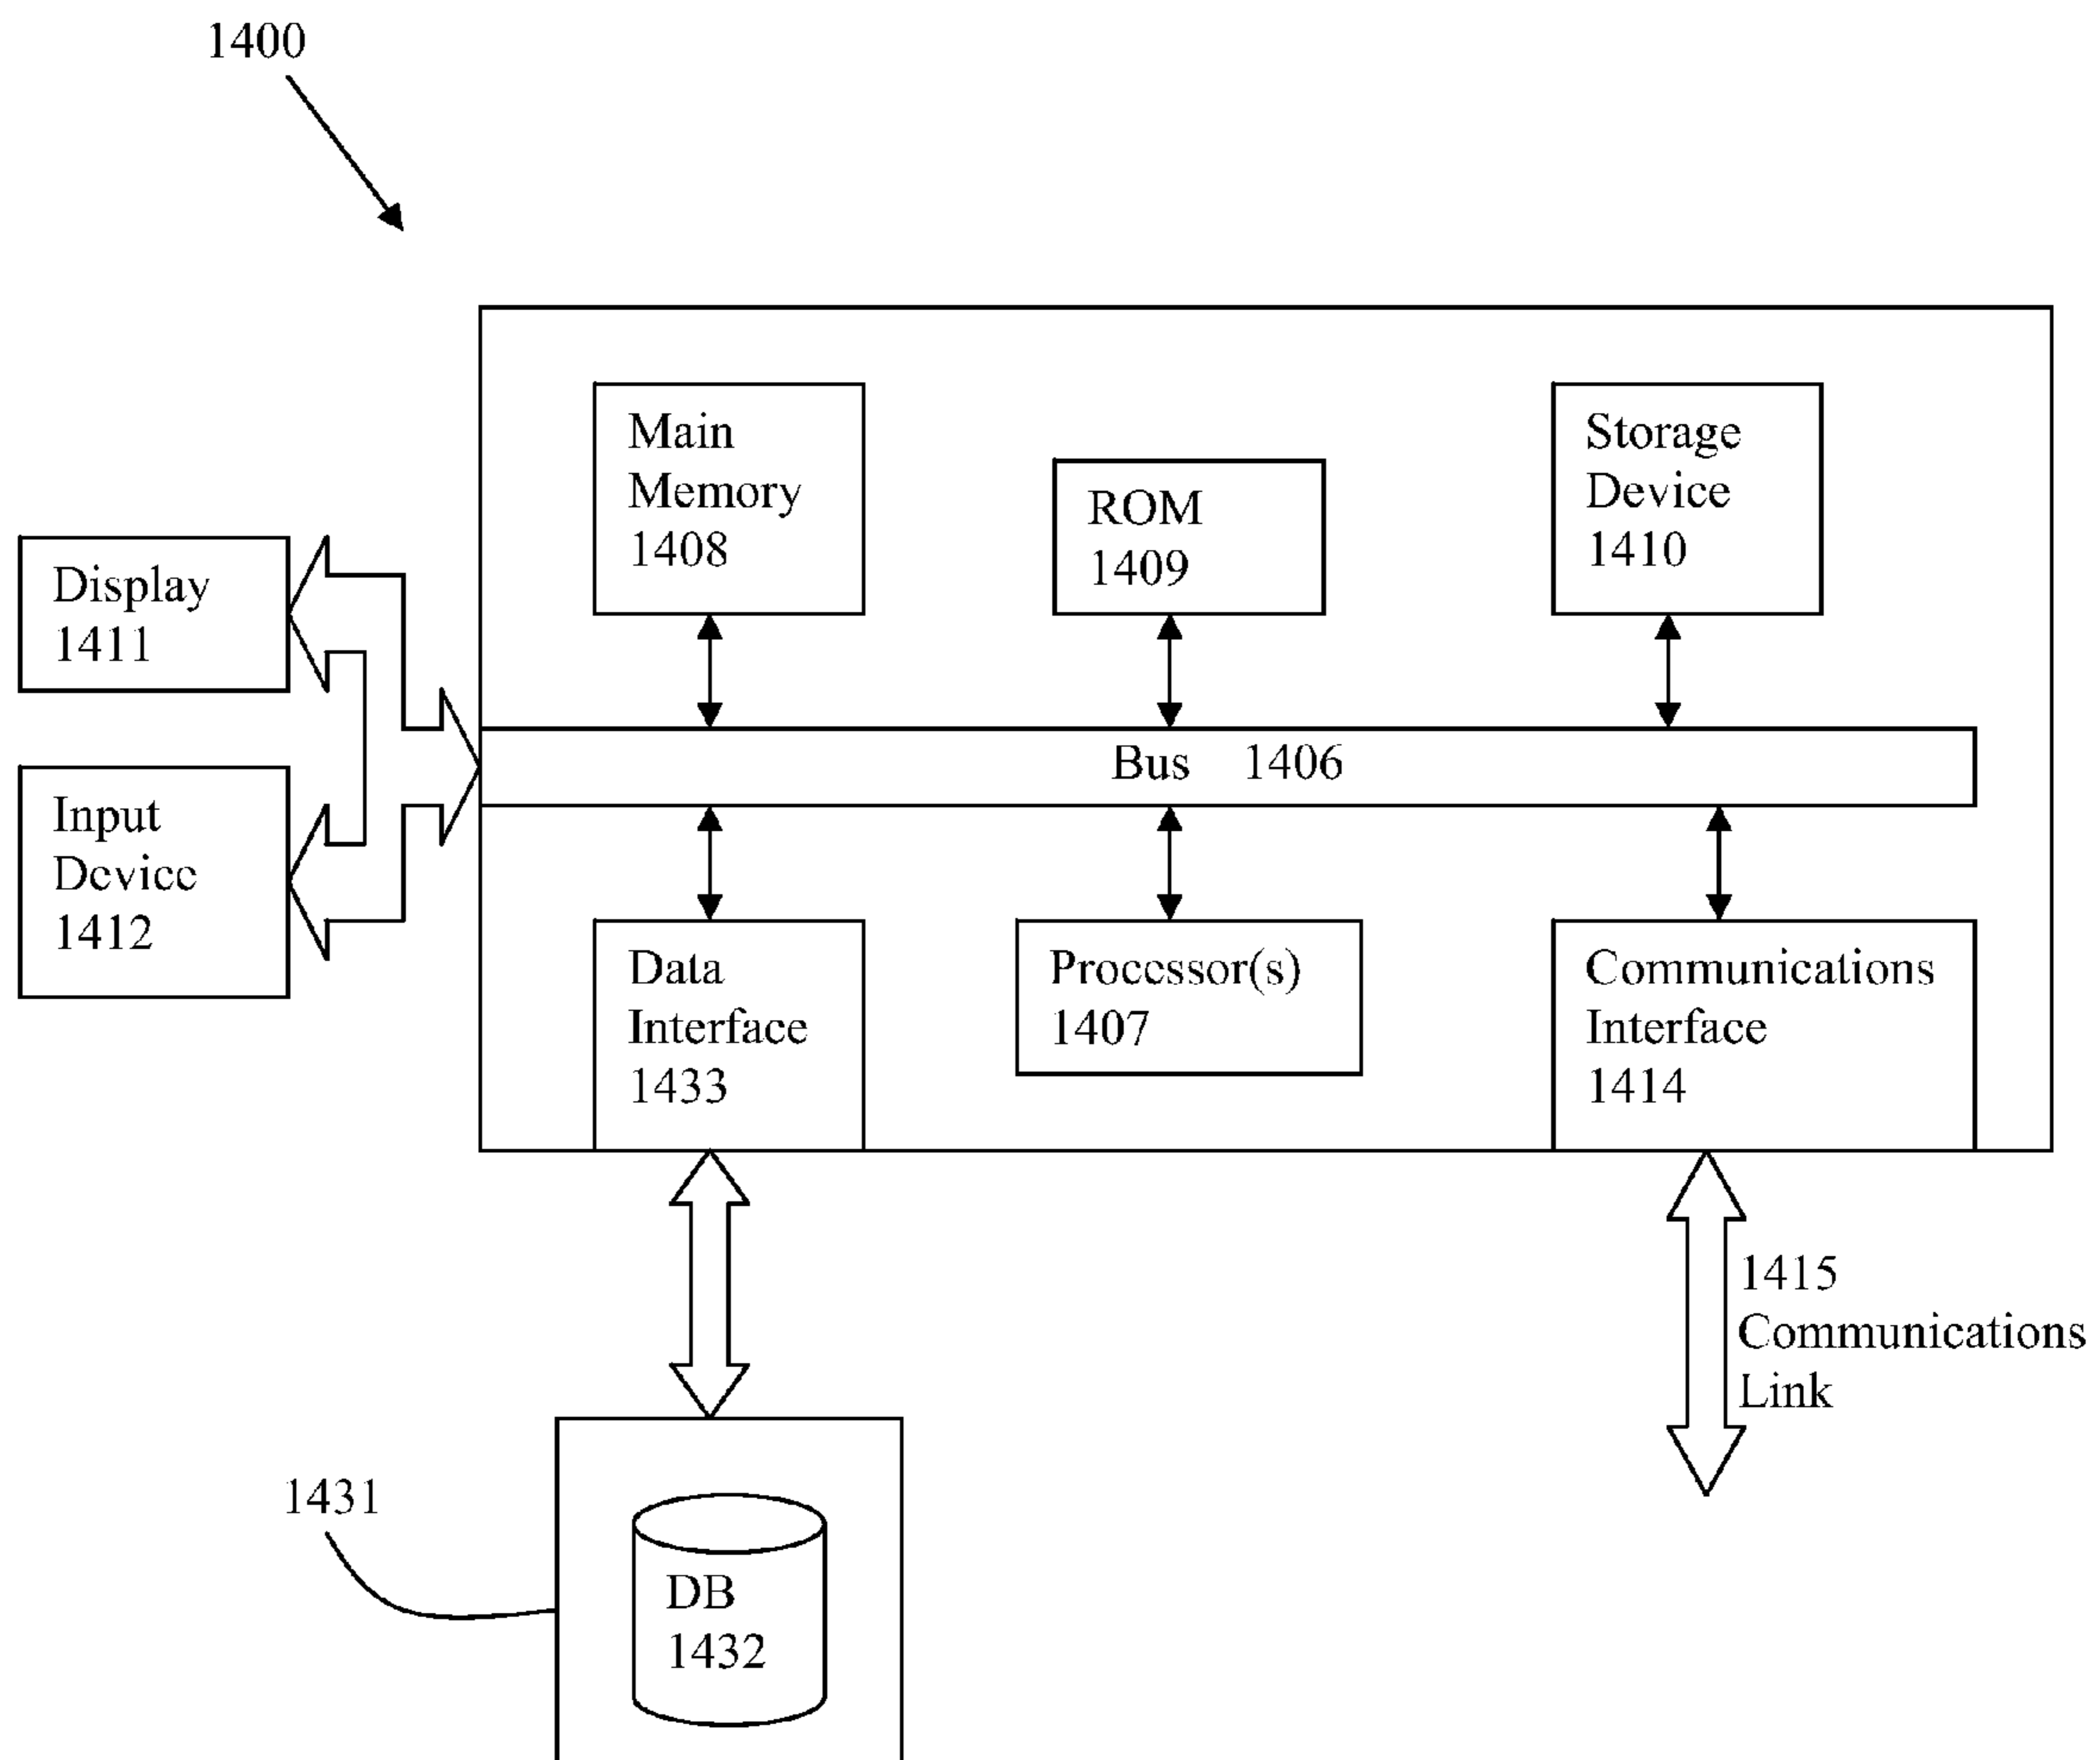 1400
Main
Memory
1408
ROM
1409
Storage
Device
1410
Display
1411
Bus 1406
Input
Device
1412
Data
Interface
1433
Processor(s)
1407
Communications
Interface
1414
1415
Communications
Link
1431
DB
1432